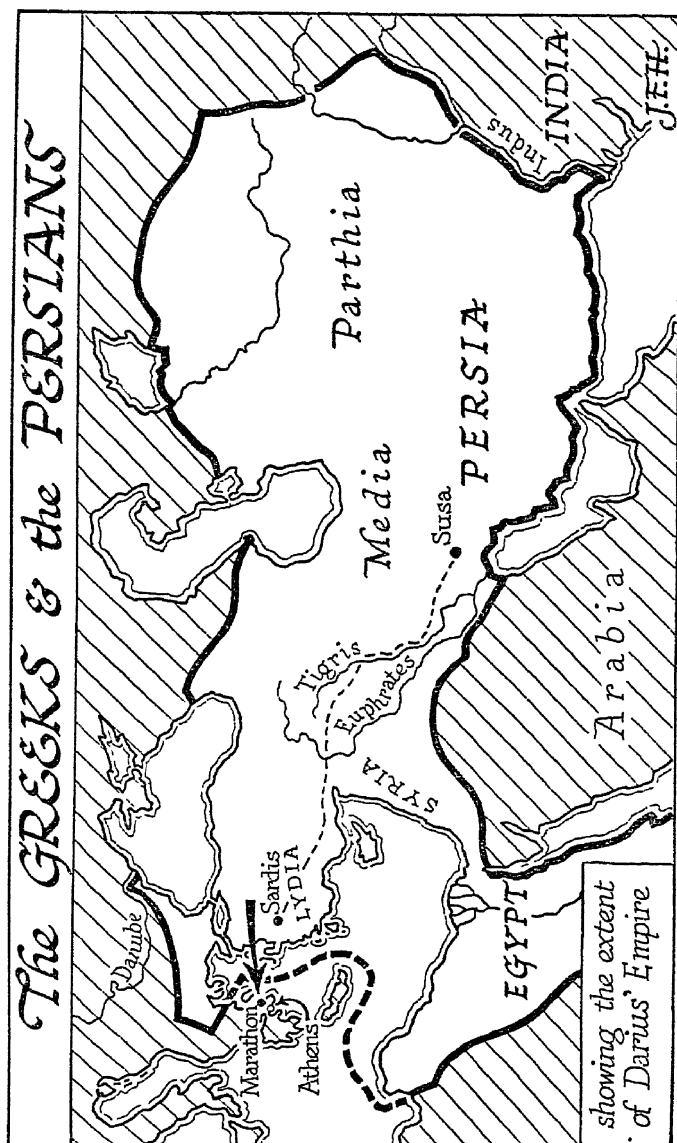 The GREEKS & the PERSIANS
Danube
Marathon
Athens
Sardis
LYDIA
EGYPT
SYRIA
Tigris
Euphrates
Arabia
Media
Susa
PERSIA
Parthia
Indus
INDIA
J.F.H.
showing the extent
of Darius' Empire